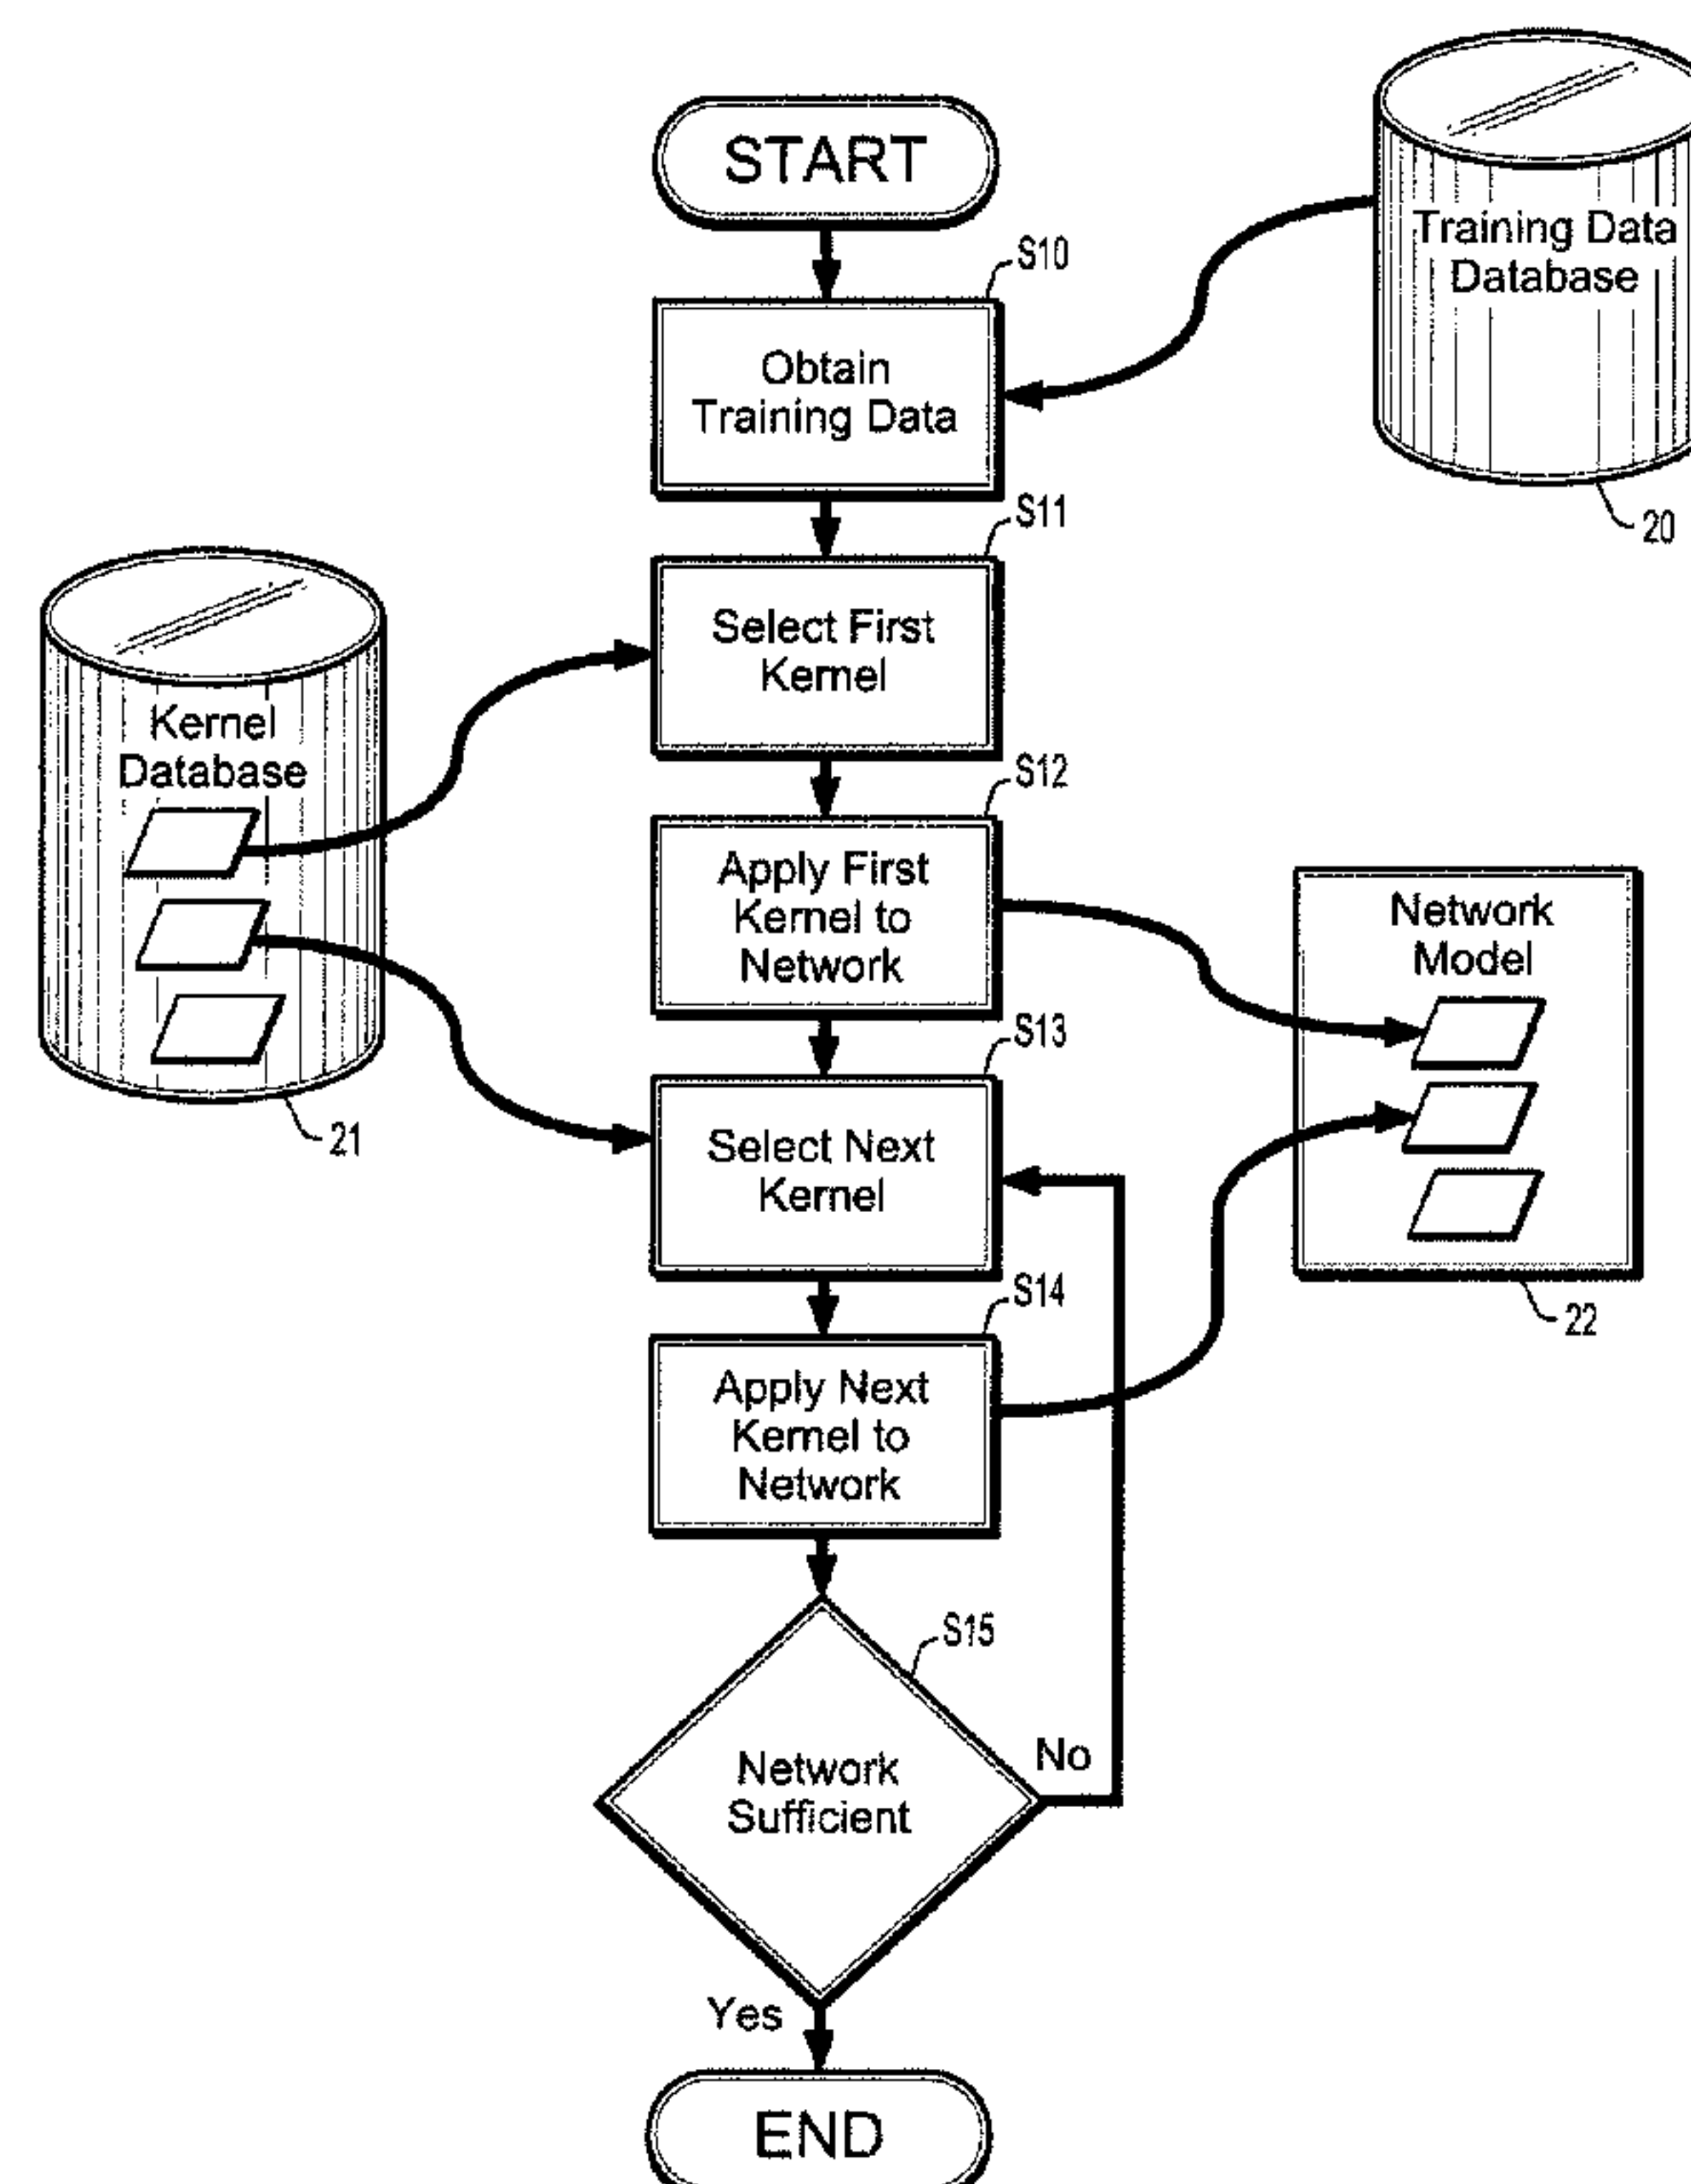 START
S10
Obtain
Training Data
Training Data
Database
20
S11
Select First
Kernel
Kernel
Database
21
S12
Apply First
Kernel to
Network
Network
Model
22
S13
Select Next
Kernel
S14
Apply Next
Kernel to
Network
S15
Network
Sufficient
No
Yes
END